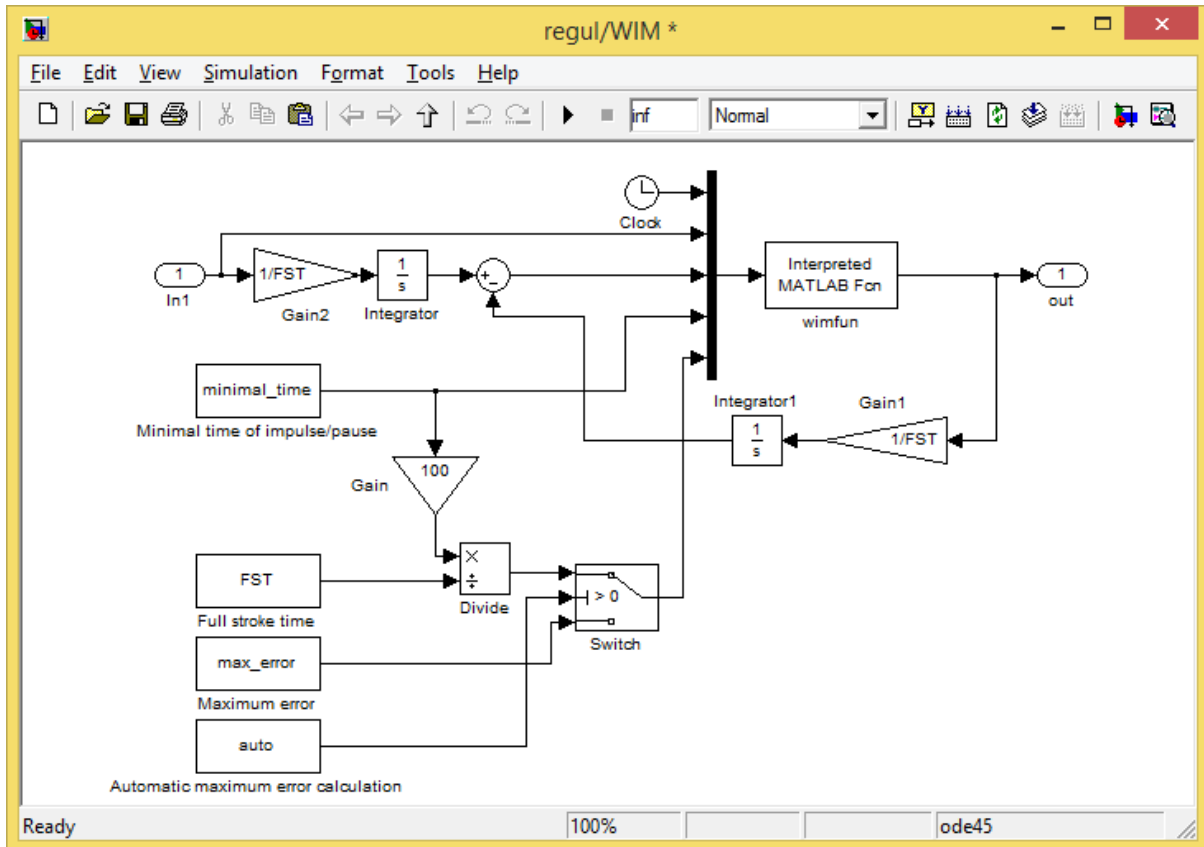 regul/WIM *
File Edit View Simulation Format Tools Help
inf Normal
Clock
1 1/FST 1 s + - Interpreted 1
MATLAB Fcn
In1 Gain2 Integrator wimfun out
minimal_time
Minimal time of impulse/pause
Integrator1 Gain1
1 s 1/FST
100
Gain
FST × ÷ > 0
Full stroke time Divide Switch
max_error
Maximum error
auto
Automatic maximum error calculation
Ready 100% ode45